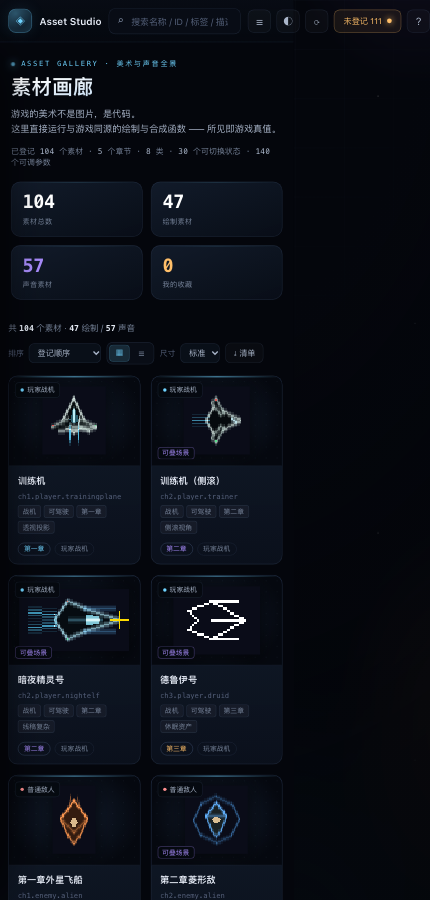 Asset Studio
搜索名称 / ID / 标签 / 描
未登记 111
?
ASSET GALLERY · 美术与声音全景
素材画廊
游戏的美术不是图片，是代码。
这里直接运行与游戏同源的绘制与合成函数 —— 所见即游戏真值。
已登记 104 个素材 · 5 个章节 · 8 类 · 30 个可切换状态 · 140
个可调参数
104
素材总数
47
绘制素材
57
声音素材
0
我的收藏
共 104 个素材 · 47 绘制 / 57 声音
排序 登记顺序 尺寸 标准 ↓ 清单
玩家战机
训练机
ch1.player.trainingplane
战机 可驾驶 第一章
透视投影
第一章 玩家战机
玩家战机
可叠场景
训练机（侧滚）
ch2.player.trainer
战机 可驾驶 第二章
侧滚视角
第二章 玩家战机
玩家战机
可叠场景
暗夜精灵号
ch2.player.nightelf
战机 可驾驶 第二章
线稿复杂
第二章 玩家战机
玩家战机
可叠场景
德鲁伊号
ch3.player.druid
战机 可驾驶 第三章
休眠资产
第三章 玩家战机
普通敌人
第一章外星飞船
ch1.enemy.alien
普通敌人
可叠场景
第二章菱形敌
ch2.enemy.alien